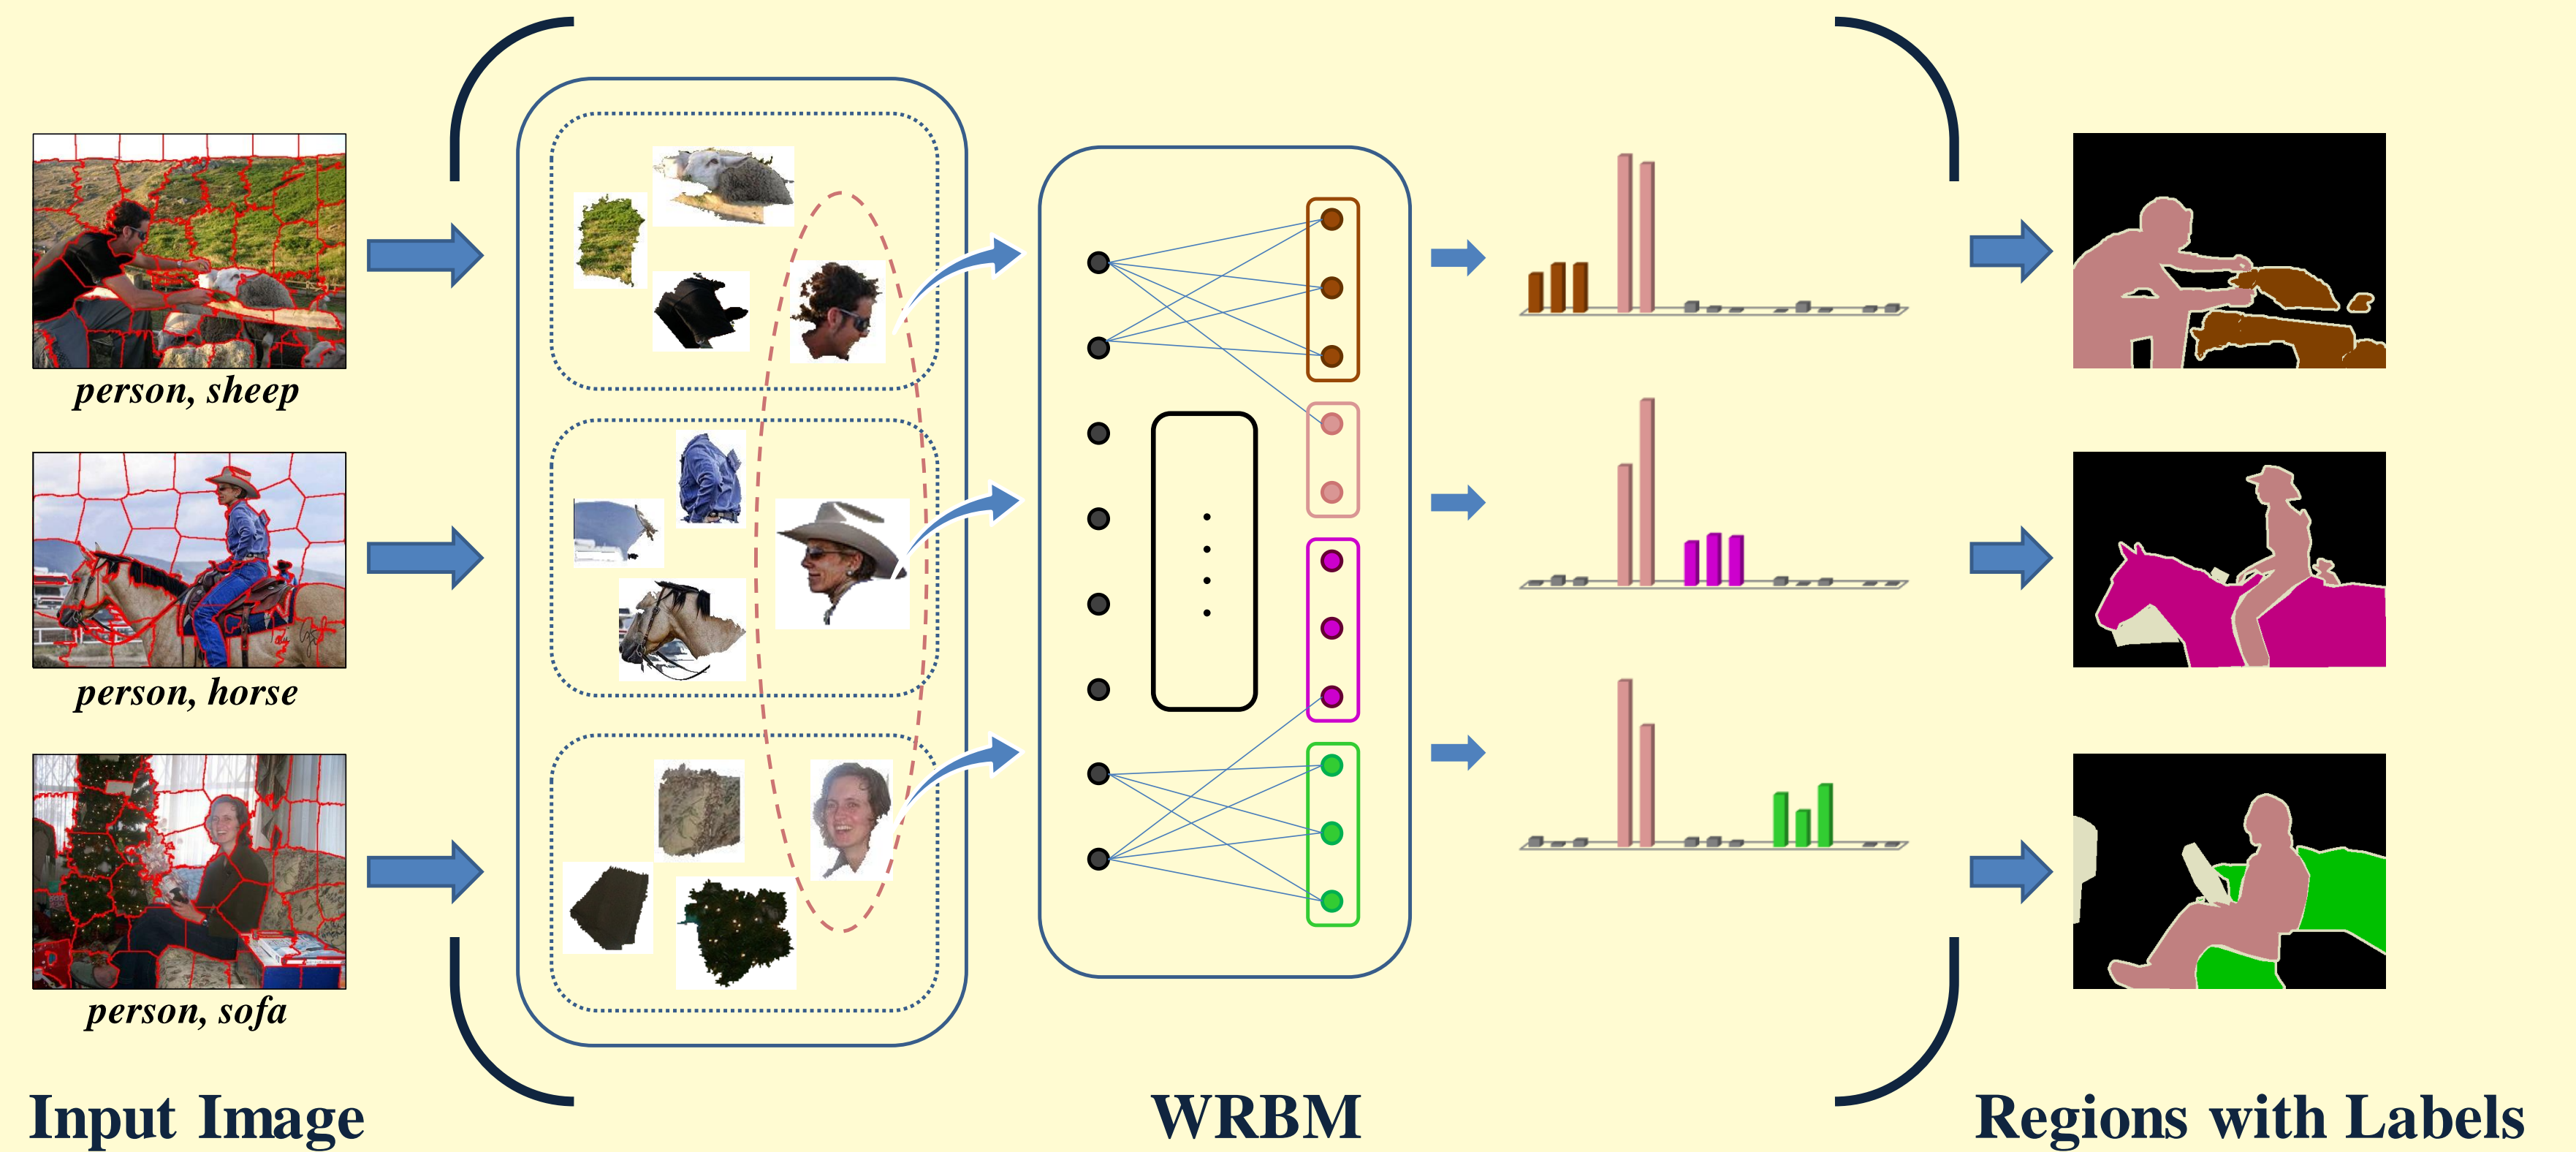 person, sheep
person, horse
person, sofa
Input Image
WRBM
Regions with Labels